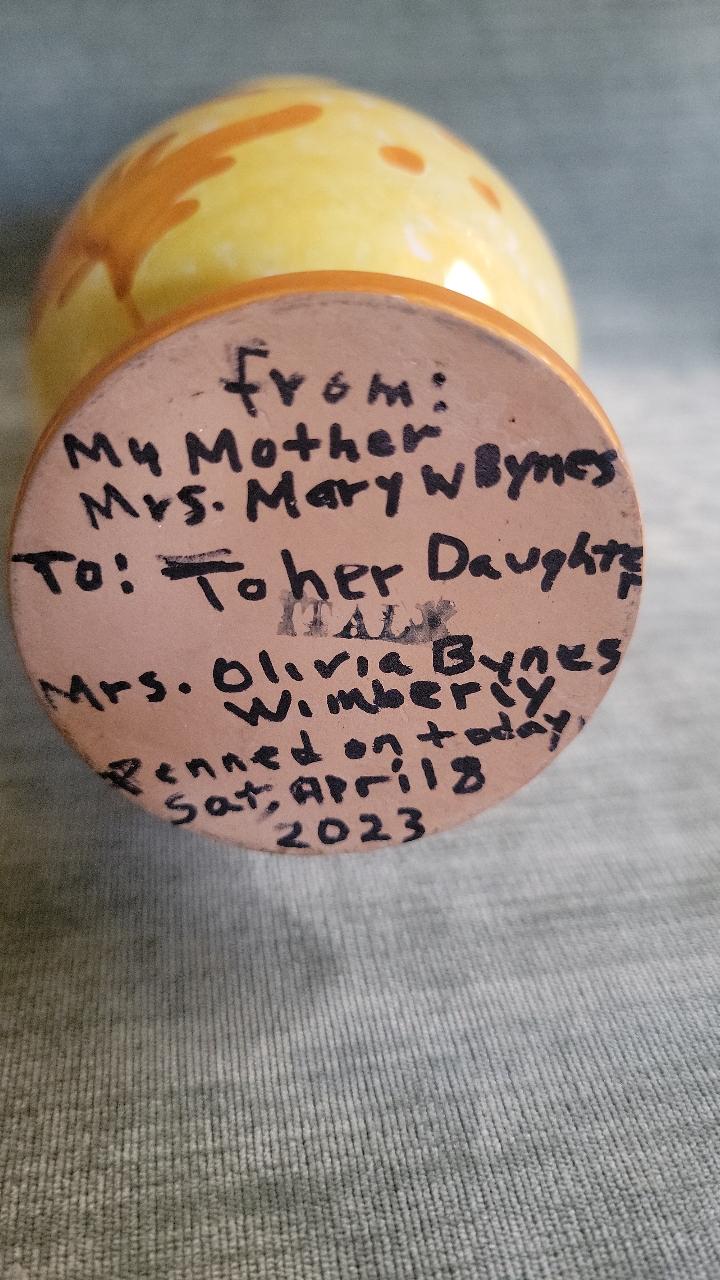 From:
My Mother
Mrs. Mary W Bynes
To: To her Daughter
ITALY
Mrs. Olivia Bynes
Wimberly
Penned on today,
Sat, April 8
2023